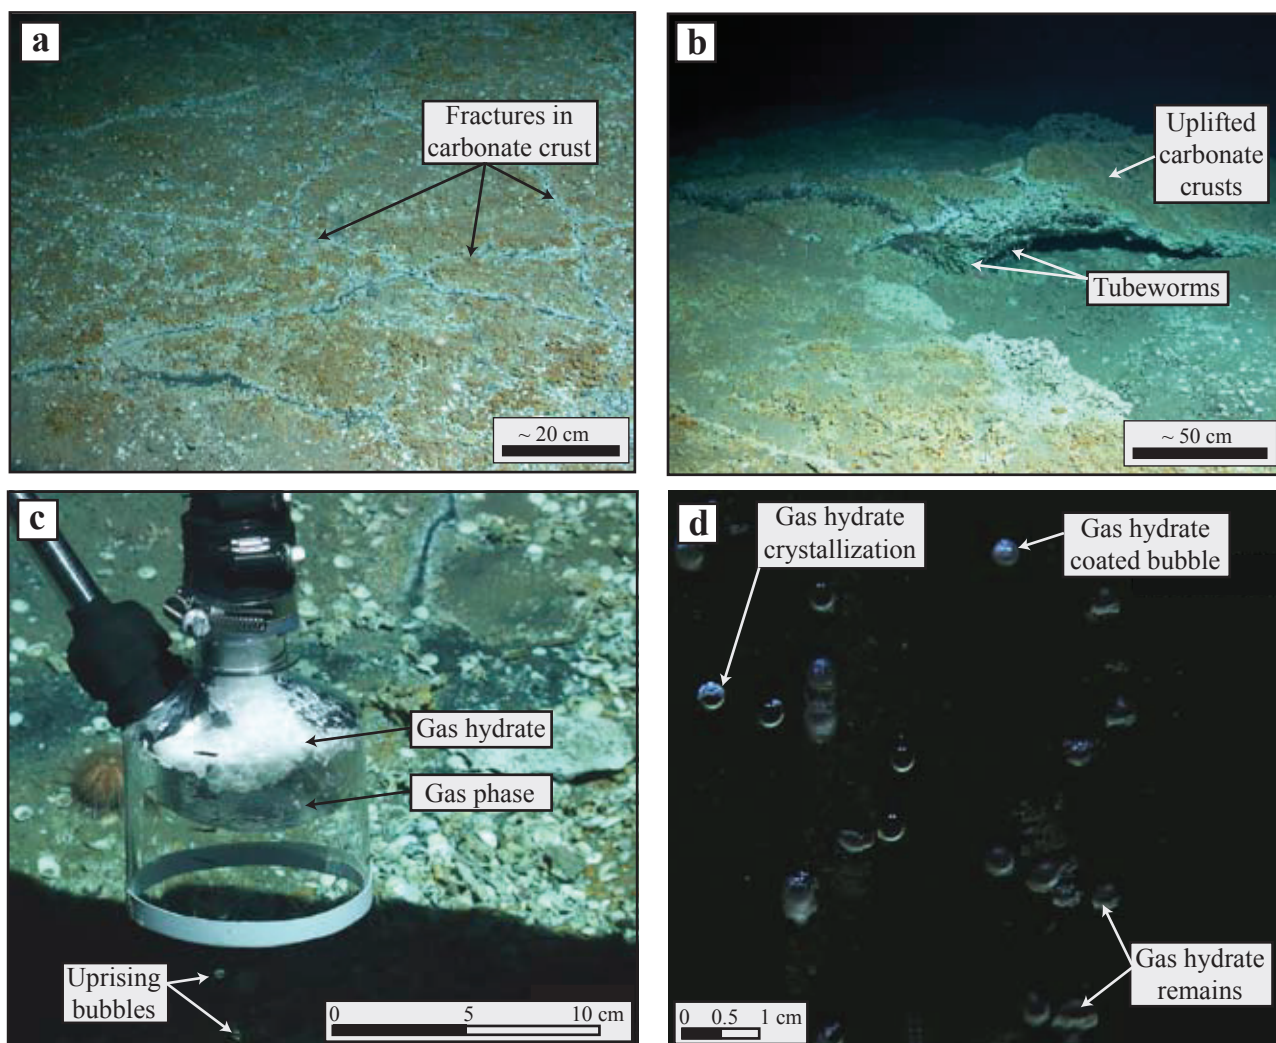 a
Fractures in
carbonate crust
~ 20 cm
b
Uplifted
carbonate
crusts
Tubeworms
~ 50 cm
c
Gas hydrate
Gas phase
Uprising
bubbles
0 5 10 cm
d
Gas hydrate
crystallization
Gas hydrate
coated bubble
Gas hydrate
remains
0 0.5 1 cm